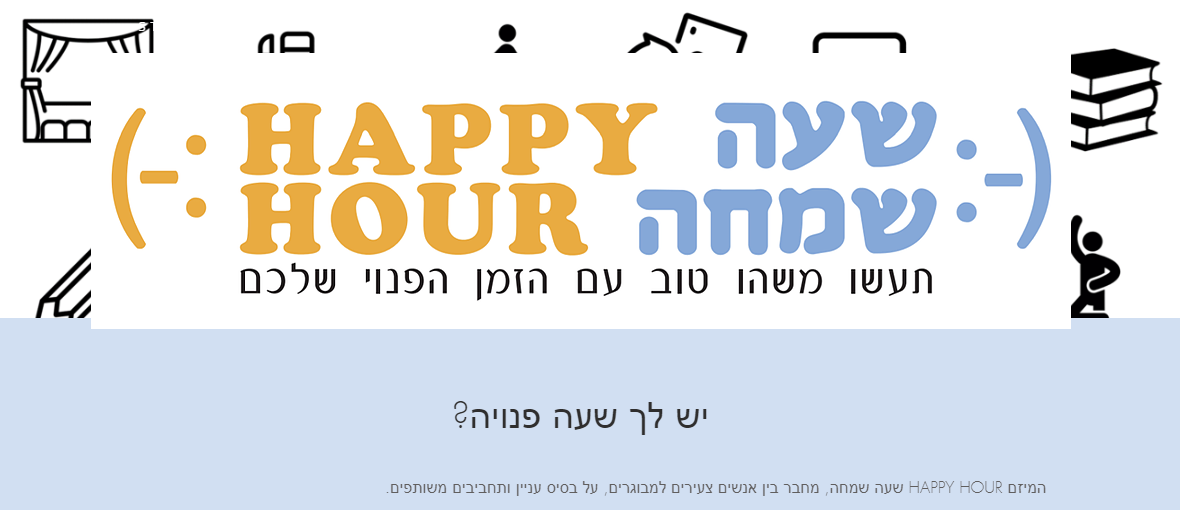 HAPPY שעה
HOUR שמחה
תעשו משהו טוב עם הזמן הפנוי שלכם
יש לך שעה פנויה?
המיזם HAPPY HOUR שעה שמחה, מחבר בין אנשים צעירים למבוגרים, על בסיס עניין ותחביבים משותפים.